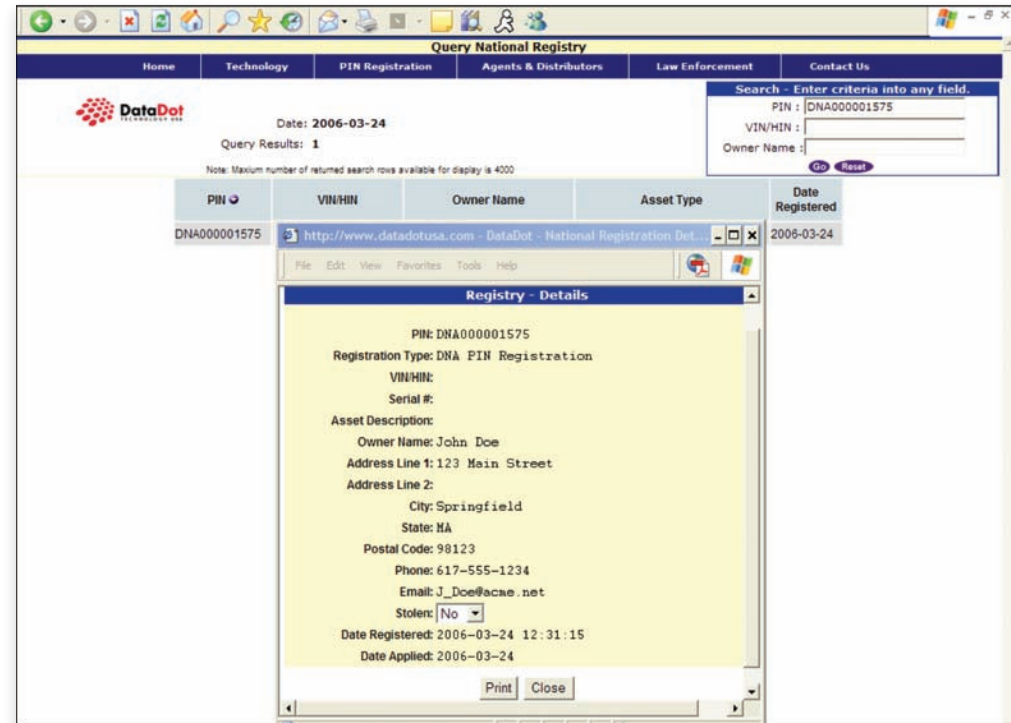 Query National Registry
Home Technology PIN Registration Agents & Distributors Law Enforcement Contact Us
DataDot
Date: 2006-03-24
Query Results: 1
Note: Maxium number of returned search rows available for display is 4000
Search - Enter criteria into any field.
PIN : DNA000001575
VIN/HIN :
Owner Name :
Go Reset
PIN VIN/HIN Owner Name Asset Type Date Registered
DNA000001575 2006-03-24
http://www.datadotusa.com - DataDot - National Registration Det...
File Edit View Favorites Tools Help
Registry - Details
PIN: DNA000001575
Registration Type: DNA PIN Registration
VIN/HIN:
Serial #:
Asset Description:
Owner Name: John Doe
Address Line 1: 123 Main Street
Address Line 2:
City: Springfield
State: MA
Postal Code: 98123
Phone: 617-555-1234
Email: J_Doe@acme.net
Stolen: No
Date Registered: 2006-03-24 12:31:15
Date Applied: 2006-03-24
Print Close